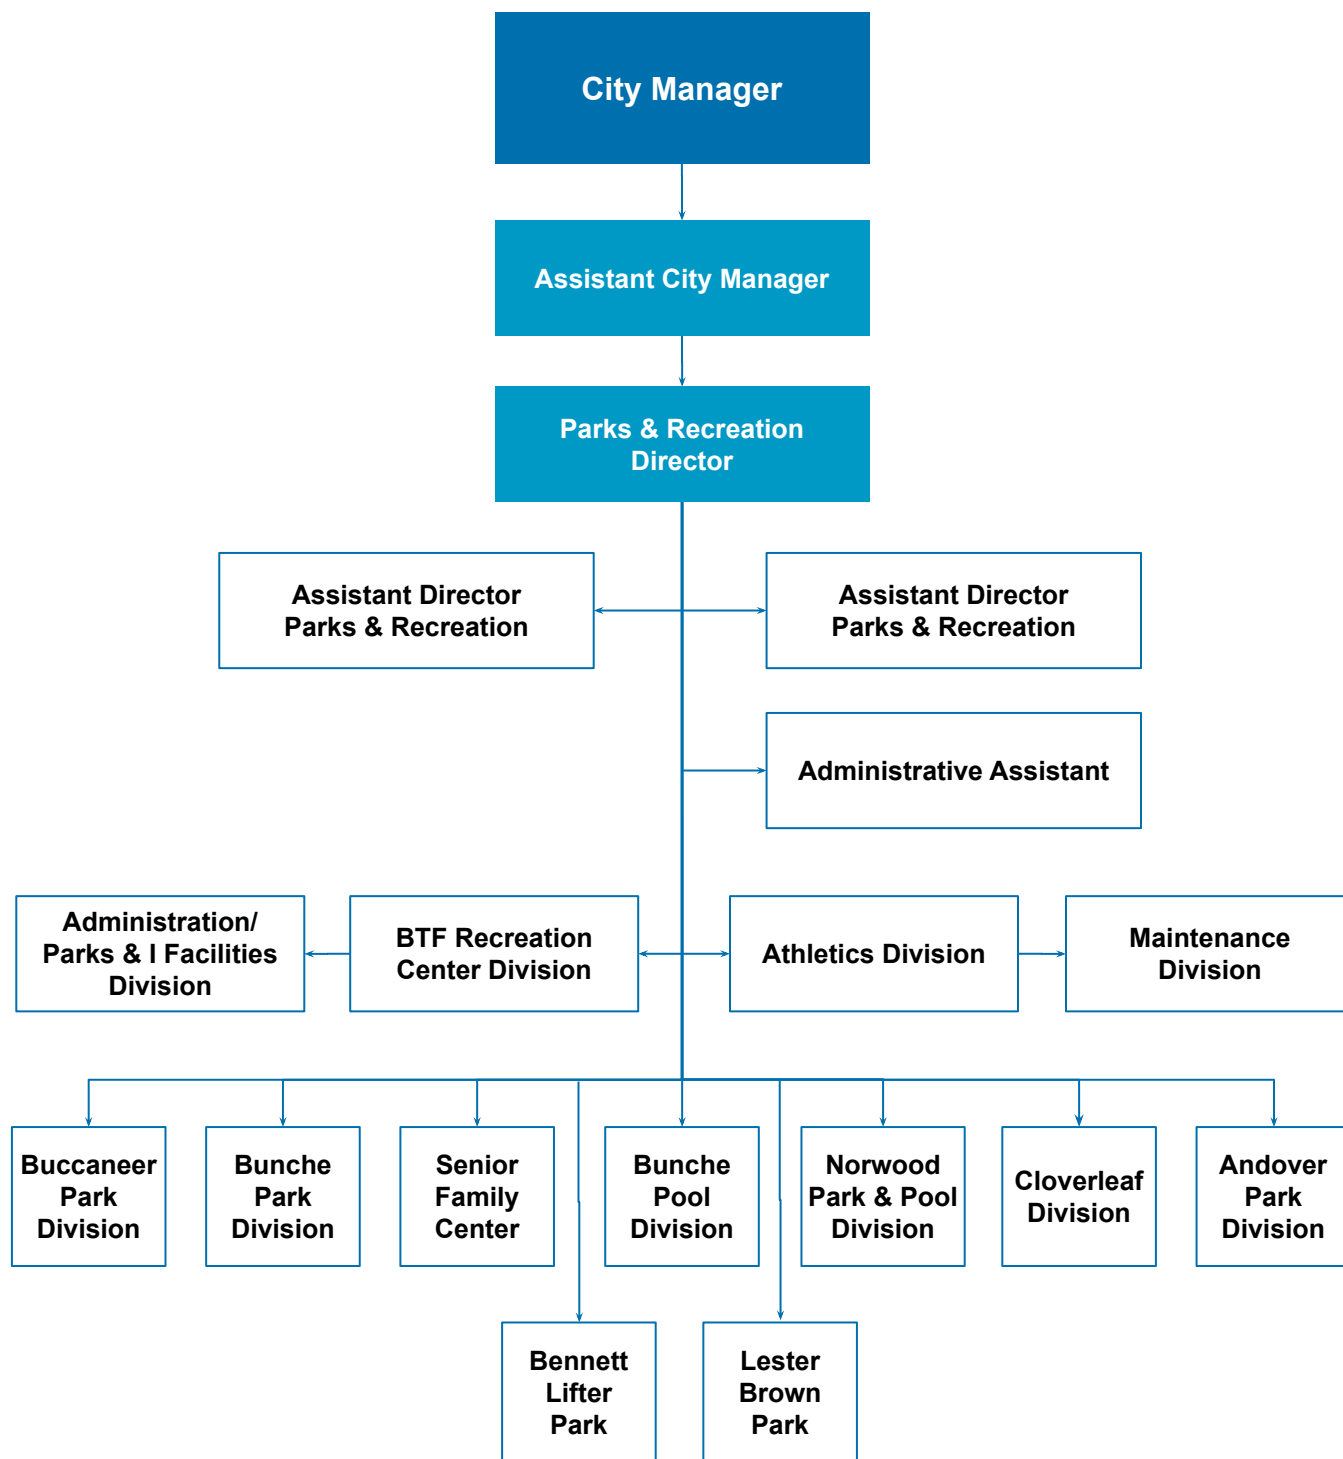 City Manager
Assistant City Manager
Parks & Recreation
Director
Assistant Director
Parks & Recreation
Assistant Director
Parks & Recreation
Administrative Assistant
Administration/
Parks & I Facilities
Division
BTF Recreation
Center Division
Athletics Division
Maintenance
Division
Buccaneer
Park
Division
Bunche
Park
Division
Senior
Family
Center
Bunche
Pool
Division
Norwood
Park & Pool
Division
Cloverleaf
Division
Andover
Park
Division
Bennett
Lifter
Park
Lester
Brown
Park